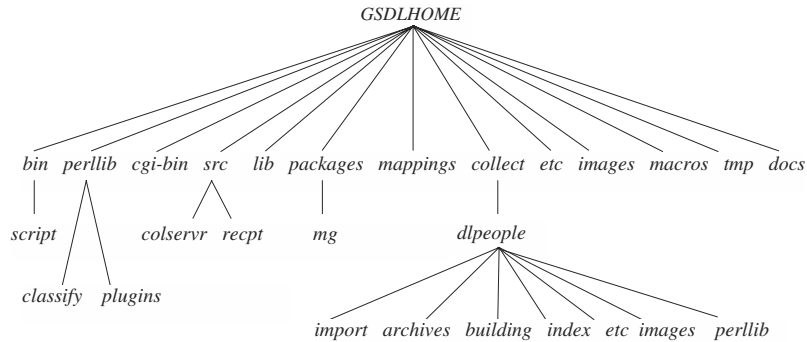 GSDLHOME
bin perllib cgi-bin src lib packages mappings collect etc images macros tmp docs
script colservr recpt mg dlpeople
classify plugins
import archives building index etc images perllib